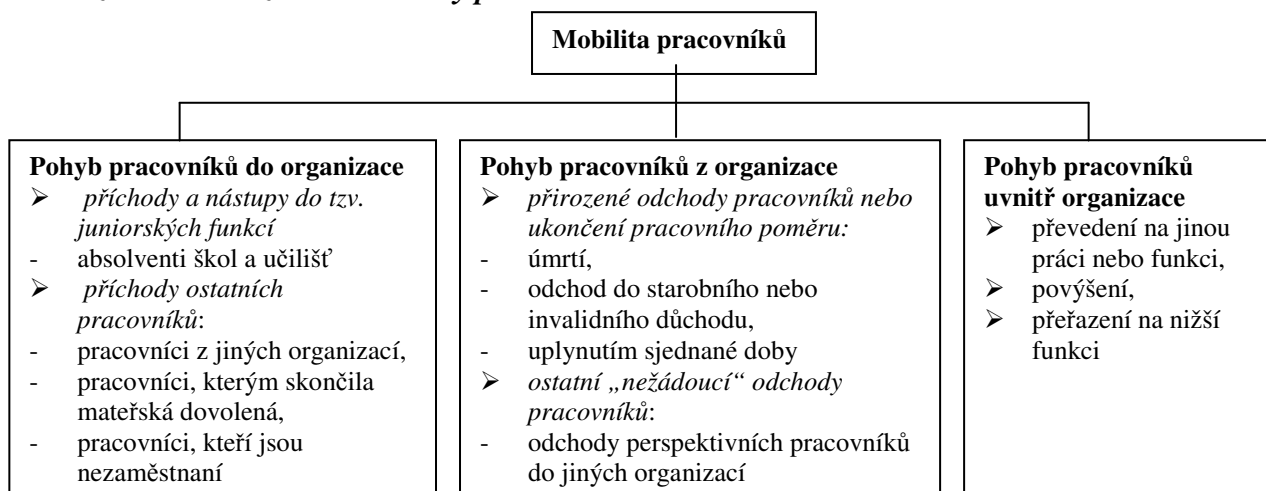 Mobilita pracovníků
Pohyb pracovníků do organizace
➢ příchody a nástupy do tzv.
juniorských funkcí
- absolventi škol a učilišť
➢ příchody ostatních
pracovníků:
- pracovníci z jiných organizací,
- pracovníci, kterým skončila
mateřská dovolená,
- pracovníci, kteří jsou
nezaměstnaní
Pohyb pracovníků z organizace
➢ přirozené odchody pracovníků nebo
ukončení pracovního poměru:
- úmrtí,
- odchod do starobního nebo
invalidního důchodu,
- uplynutím sjednané doby
➢ ostatní „nežádoucí“ odchody
pracovníků:
- odchody perspektivních pracovníků
do jiných organizací
Pohyb pracovníků
uvnitř organizace
➢ převedení na jinou
práci nebo funkci,
➢ povýšení,
➢ přeřazení na nižší
funkci